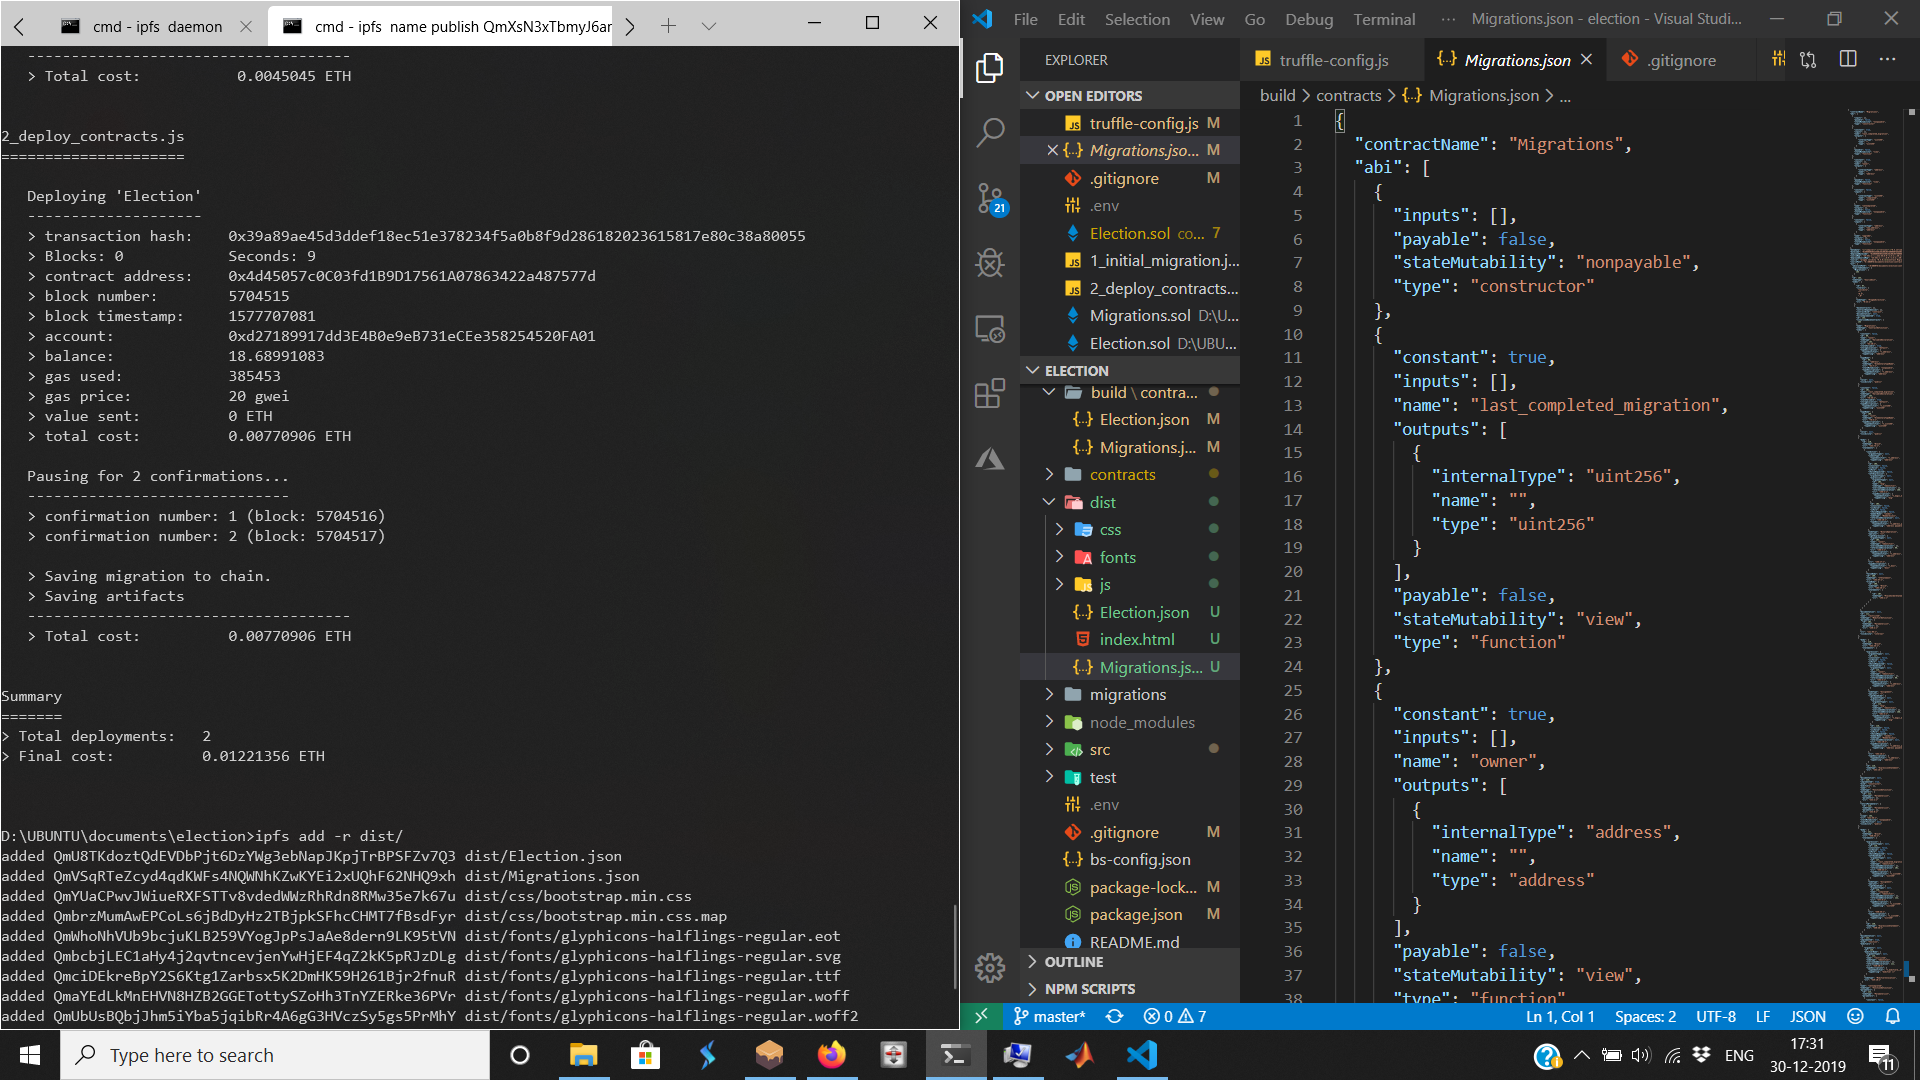 cmd - ipfs  daemon
cmd - ipfs  name publish QmXsN3xTbmyJ6ar
------------------------------------
> Total cost:           0.0045045 ETH
2_deploy_contracts.js
=====================
Deploying 'Election'
--------------------
> transaction hash:    0x39a89ae45d3ddef18ec51e378234f5a0b8f9d286182023615817e80c38a80055
> Blocks: 0            Seconds: 9
> contract address:    0x4d45057c0C03fd1B9D17561A07863422a487577d
> block number:        5704515
> block timestamp:     1577707081
> account:             0xd27189917dd3E4B0e9eB731eCEe358254520FA01
> balance:             18.68991083
> gas used:            385453
> gas price:           20 gwei
> value sent:          0 ETH
> total cost:          0.00770906 ETH
Pausing for 2 confirmations...
------------------------------
> confirmation number: 1 (block: 5704516)
> confirmation number: 2 (block: 5704517)
> Saving migration to chain.
> Saving artifacts
-------------------------------------
> Total cost:          0.00770906 ETH
Summary
=======
> Total deployments:   2
> Final cost:          0.01221356 ETH
D:\UBUNTU\documents\election>ipfs add -r dist/
added QmU8TKdoztQdEVDbPjt6DzYWg3ebNapJKpjTrBPSFZv7Q3 dist/Election.json
added QmVSqRTeZcyd4qdKWFs4NQWNhKZwKYEi2xUQhF62NHQ9xh dist/Migrations.json
added QmYUaCPwvJWiueRXFSTTv8vdedWWzRhRdn8RMw35e7k67u dist/css/bootstrap.min.css
added QmbrzMumAwEPCoLs6jBdDyHz2TBjpkSFhcCHMT7fBsdFyr dist/css/bootstrap.min.css.map
added QmWhoNhVUb9bcjuKLB259VYogJpPsJaAe8dern9LK95tVN dist/fonts/glyphicons-halflings-regular.eot
added QmbcbjLEC1aHy4j2qvtncevjenYwHjEF4qZ2kK5pRJzDLg dist/fonts/glyphicons-halflings-regular.svg
added QmciDEkreBpY2S6Ktg1Zarbsx5K2DmHK59H261Bjr2fnuR dist/fonts/glyphicons-halflings-regular.ttf
added QmaYEdLkMnEHVN8HZB2GGETottySZoHh3TnYZERke36PVr dist/fonts/glyphicons-halflings-regular.woff
added QmUbUsBQbjJhm5iYba5jqibRr4A6gG3HVczSy5gs5PrMhY dist/fonts/glyphicons-halflings-regular.woff2
File Edit Selection View Go Debug Terminal ··· Migrations.json - election - Visual Studi...
EXPLORER
OPEN EDITORS
truffle-config.js M
Migrations.jso... M
.gitignore M
.env
Election.sol co... 7
1_initial_migration.j...
2_deploy_contracts...
Migrations.sol D:\U...
Election.sol D:\UBU...
21
ELECTION
build \ contra...
Election.json M
Migrations.j... M
contracts
dist
css
fonts
js
Election.json U
index.html U
Migrations.js... U
migrations
node_modules
src
test
.env
.gitignore M
bs-config.json
package-lock... M
package.json M
README.md
OUTLINE
NPM SCRIPTS
truffle-config.js
Migrations.json
.gitignore
build > contracts > {..} Migrations.json > ...
1 {
2 "contractName": "Migrations",
3 "abi": [
4 {
5 "inputs": [],
6 "payable": false,
7 "stateMutability": "nonpayable",
8 "type": "constructor"
9 },
10 {
11 "constant": true,
12 "inputs": [],
13 "name": "last_completed_migration",
14 "outputs": [
15 {
16 "internalType": "uint256",
17 "name": "",
18 "type": "uint256"
19 }
20 ],
21 "payable": false,
22 "stateMutability": "view",
23 "type": "function"
24 },
25 {
26 "constant": true,
27 "inputs": [],
28 "name": "owner",
29 "outputs": [
30 {
31 "internalType": "address",
32 "name": "",
33 "type": "address"
34 }
35 ],
36 "payable": false,
37 "stateMutability": "view",
38 "type": "function"
master* 0 7
Ln 1, Col 1 Spaces: 2 UTF-8 LF JSON
Type here to search
ENG
17:31
30-12-2019
11